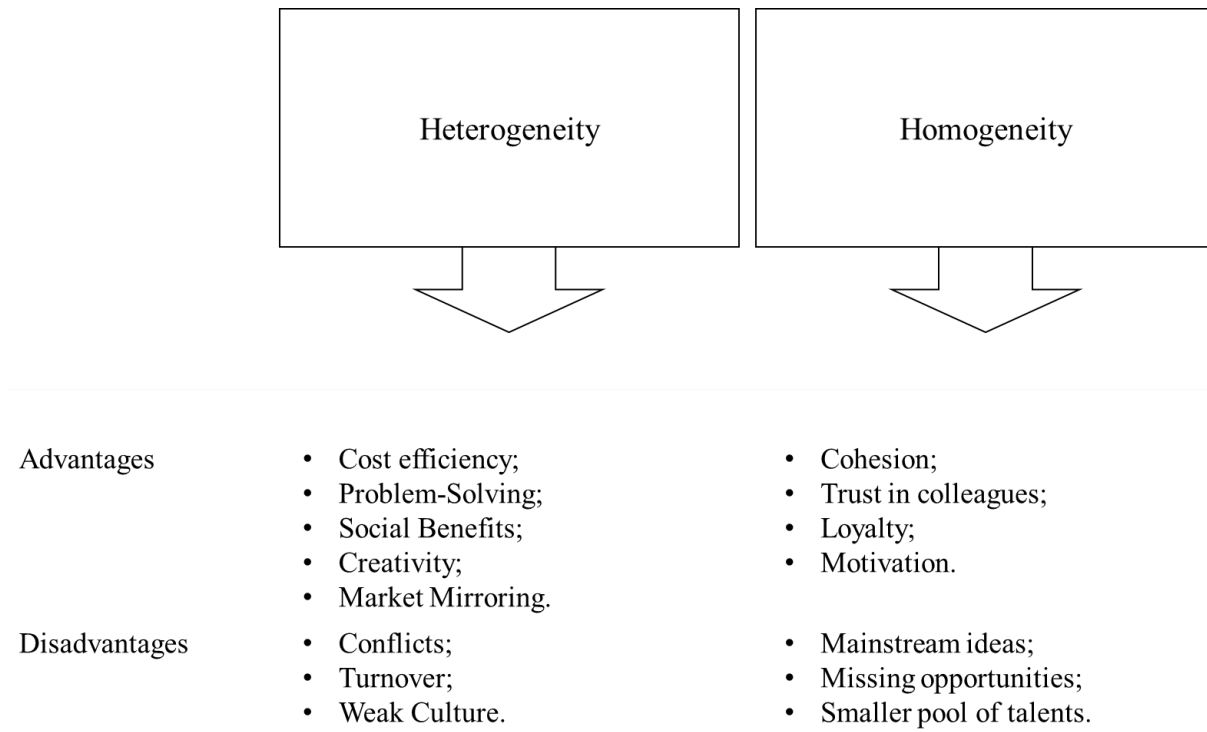 Heterogeneity
Homogeneity
Advantages
• Cost efficiency;
• Problem-Solving;
• Social Benefits;
• Creativity;
• Market Mirroring.
• Cohesion;
• Trust in colleagues;
• Loyalty;
• Motivation.
Disadvantages
• Conflicts;
• Turnover;
• Weak Culture.
• Mainstream ideas;
• Missing opportunities;
• Smaller pool of talents.